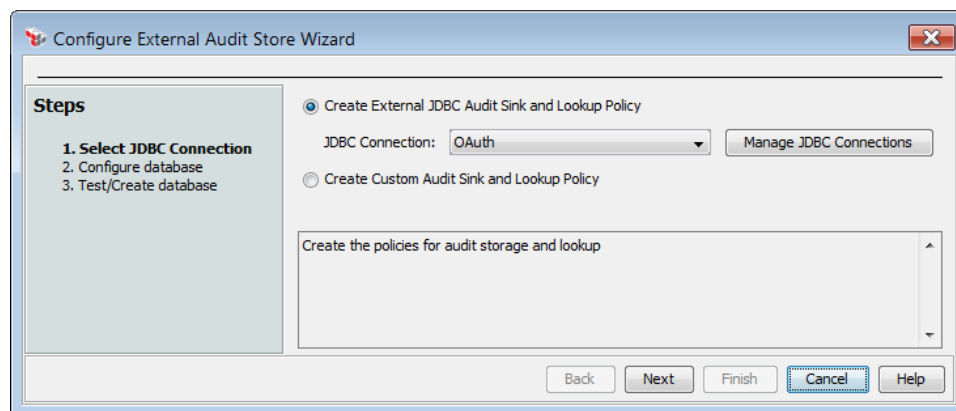 Configure External Audit Store Wizard
Steps
1. Select JDBC Connection
2. Configure database
3. Test/Create database
Create External JDBC Audit Sink and Lookup Policy
JDBC Connection: OAuth Manage JDBC Connections
Create Custom Audit Sink and Lookup Policy
Create the policies for audit storage and lookup
Back Next Finish Cancel Help